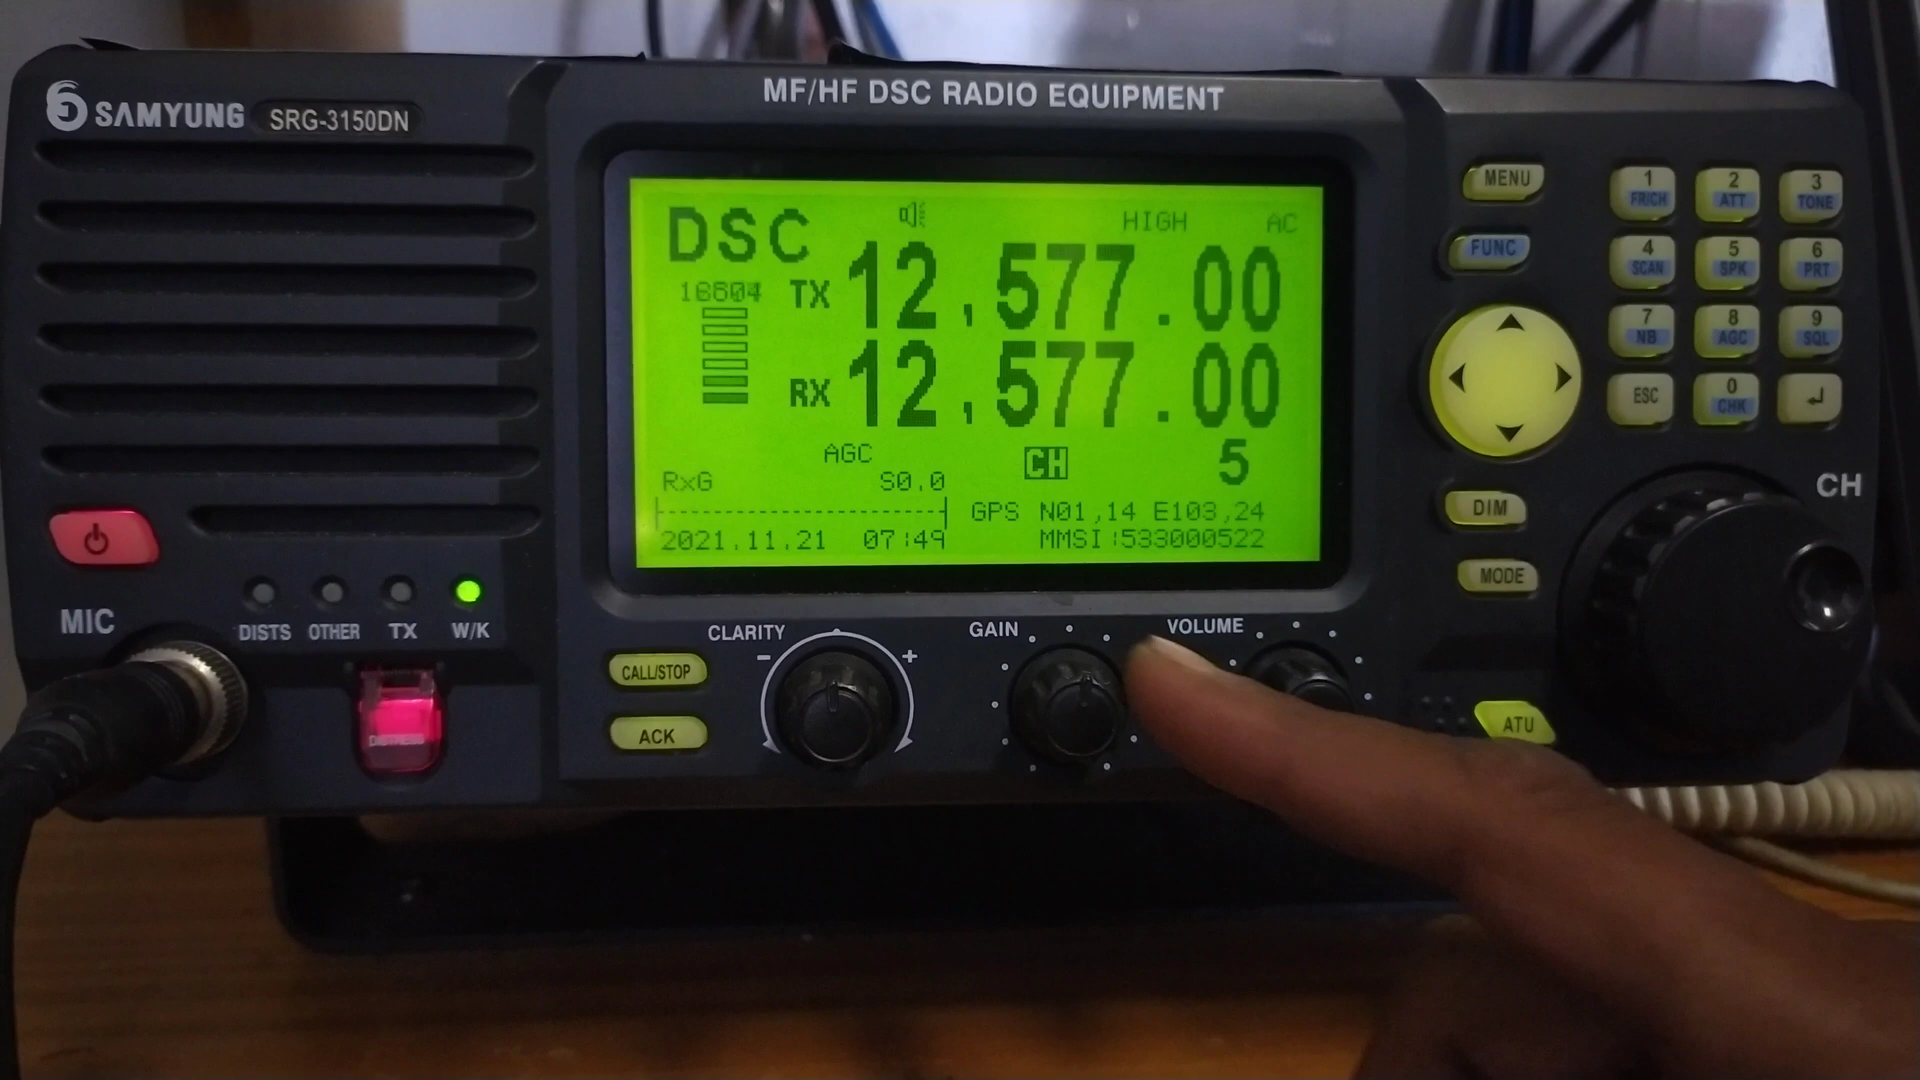 SAMYUNG SRG-3150DN
MF/HF DSC RADIO EQUIPMENT
DSC HIGH AC
TX 12,577.00
RX 12,577.00
AGC CH 5
RxG S0.0
GPS N01,14 E103,24
2021.11.21 07:49 MMSI:533000522
MIC
DISTS OTHER TX W/K
CALL/STOP
ACK
CLARITY
- +
GAIN
VOLUME
MENU
FUNC
DIM
MODE
ATU
CH
1 2 3
FR/CH ATT TONE
4 5 6
SCAN SPK PRT
7 8 9
NB AGC SQL
ESC 0
CHK